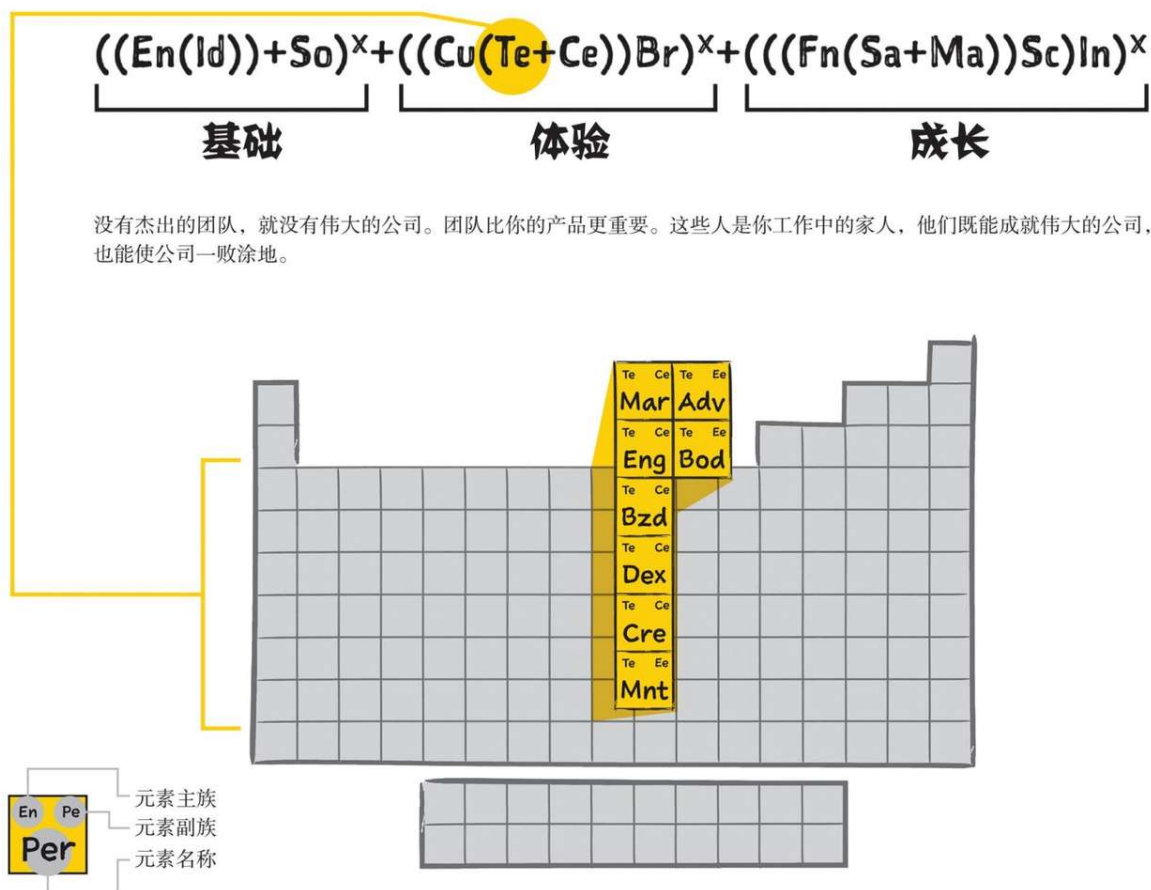 ((En(Id))+So)ˣ+((Cu(Te+Ce))Br)ˣ+(((Fn(Sa+Ma))Sc)In)ˣ
基础 体验 成长
没有杰出的团队，就没有伟大的公司。团队比你的产品更重要。这些人是你工作中的家人，他们既能成就伟大的公司，
也能使公司一败涂地。
Te Ce Te Ee
Mar Adv
Te Ce Te Ee
Eng Bod
Te Ce
Bzd
Te Ce
Dex
Te Ce
Cre
Te Ee
Mnt
元素主族
En Pe
元素副族
Per
元素名称